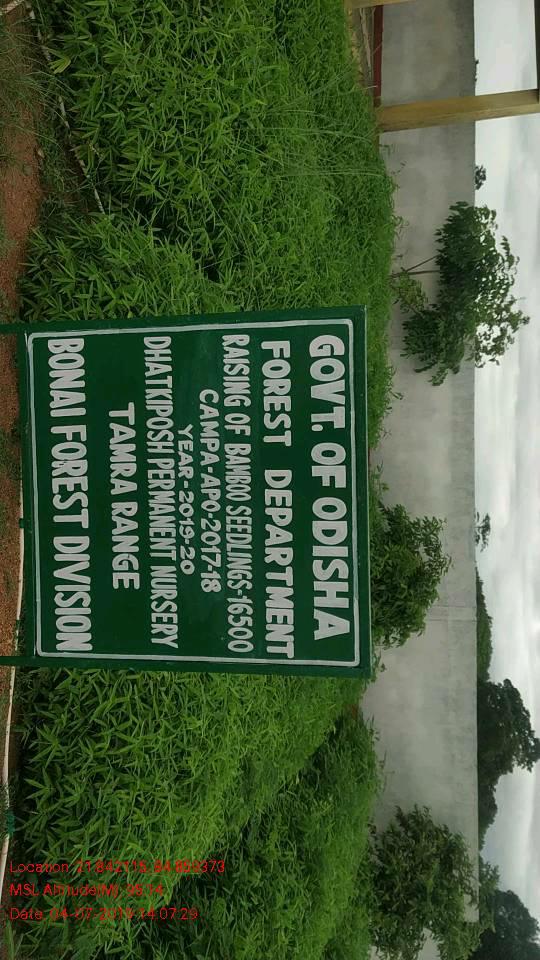 GOVT. OF ODISHA
FOREST DEPARTMENT
RAISING OF BAMBOO SEEDLINGS-16500
CAMPA-APO-2017-18
YEAR-2019-20
DHATKIPOSH PERMANENT NURSERY
TAMRA RANGE
BONAI FOREST DIVISION
Location: 21.842115, 84.859373
MSL Altitude(M): 96.14
Date: 04-07-2019 14:07:29